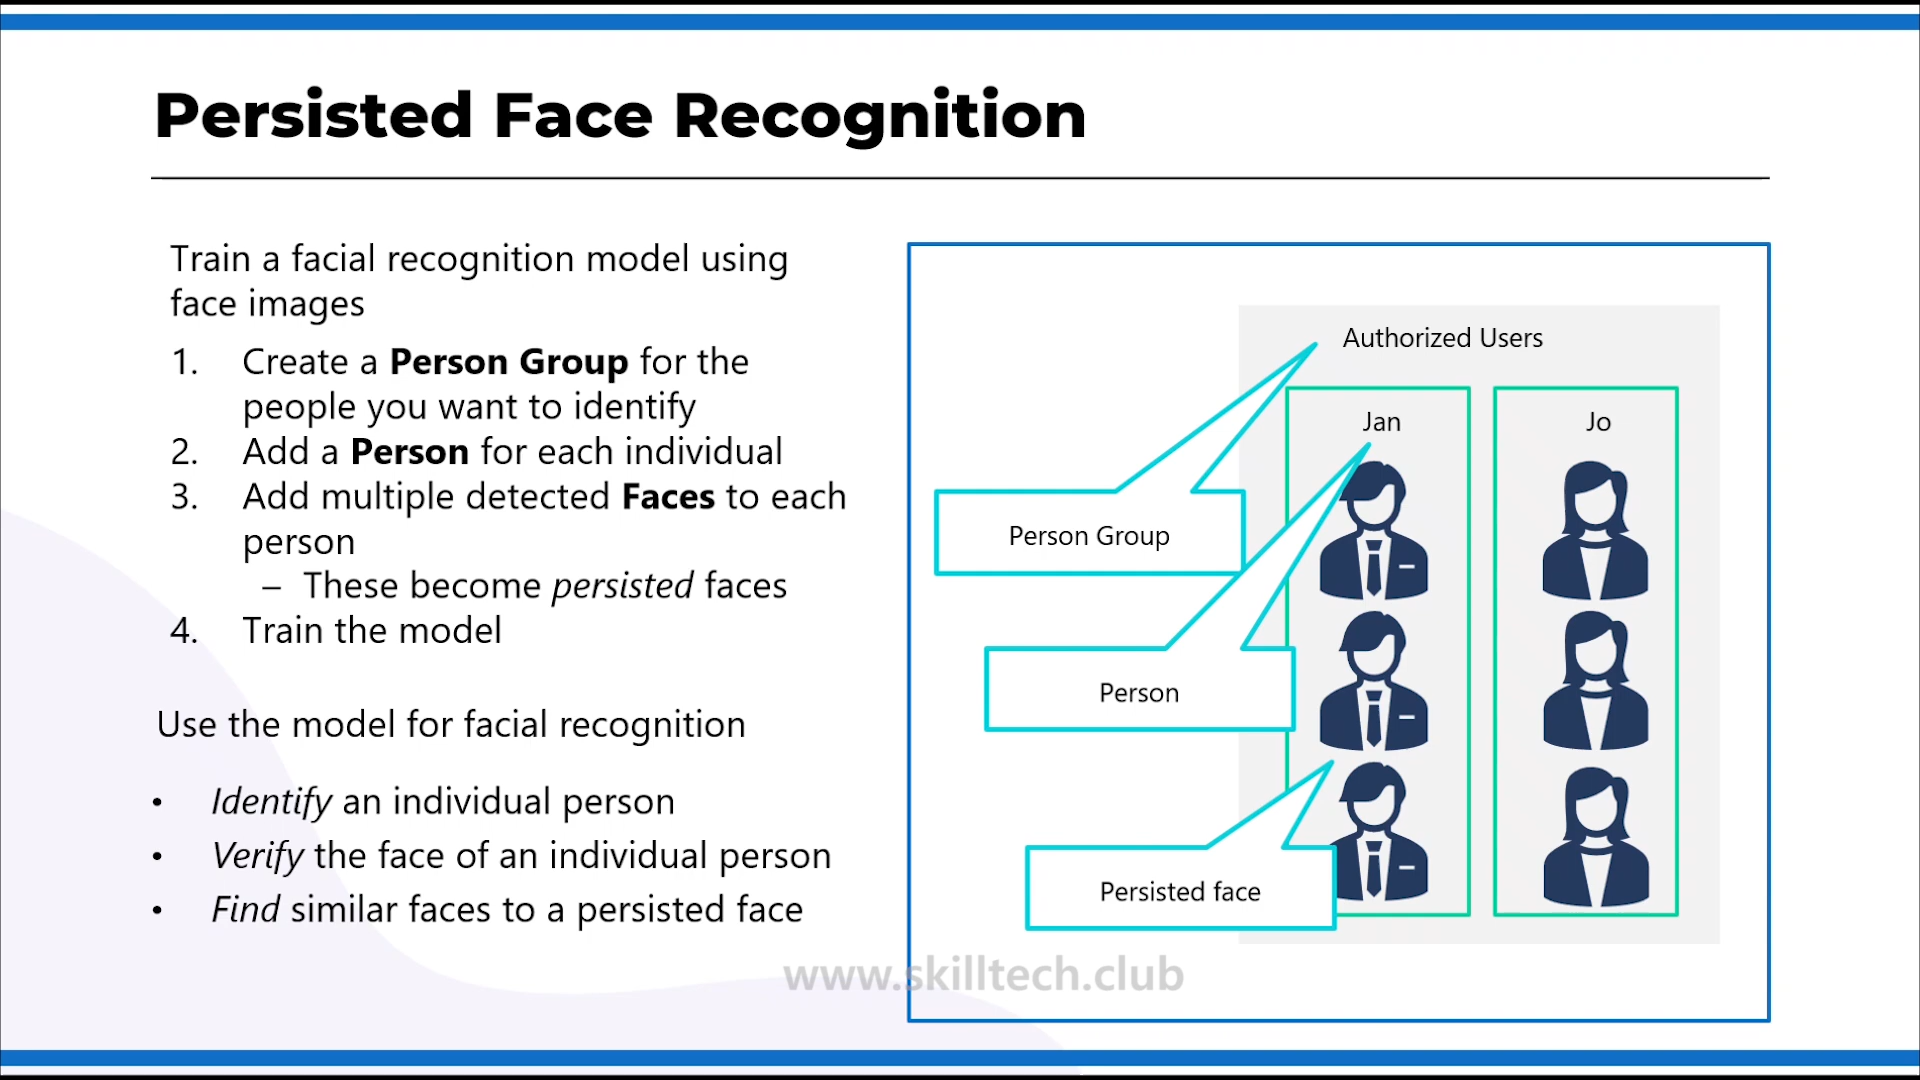 Persisted Face Recognition
Train a facial recognition model using
face images
1. Create a Person Group for the
people you want to identify
2. Add a Person for each individual
3. Add multiple detected Faces to each
person
– These become persisted faces
4. Train the model
Use the model for facial recognition
• Identify an individual person
• Verify the face of an individual person
• Find similar faces to a persisted face
Authorized Users
Jan
Jo
Person Group
Person
Persisted face
www.skilltech.club